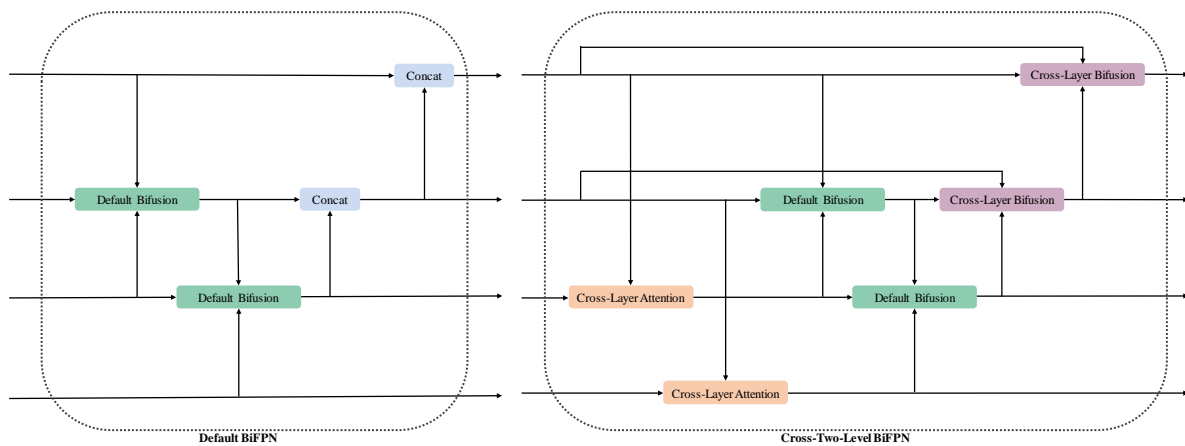 Concat
Cross-Layer Bifusion
Default Bifusion
Concat
Default Bifusion
Cross-Layer Bifusion
Default Bifusion
Cross-Layer Attention
Default Bifusion
Cross-Layer Attention
Default BiFPN
Cross-Two-Level BiFPN